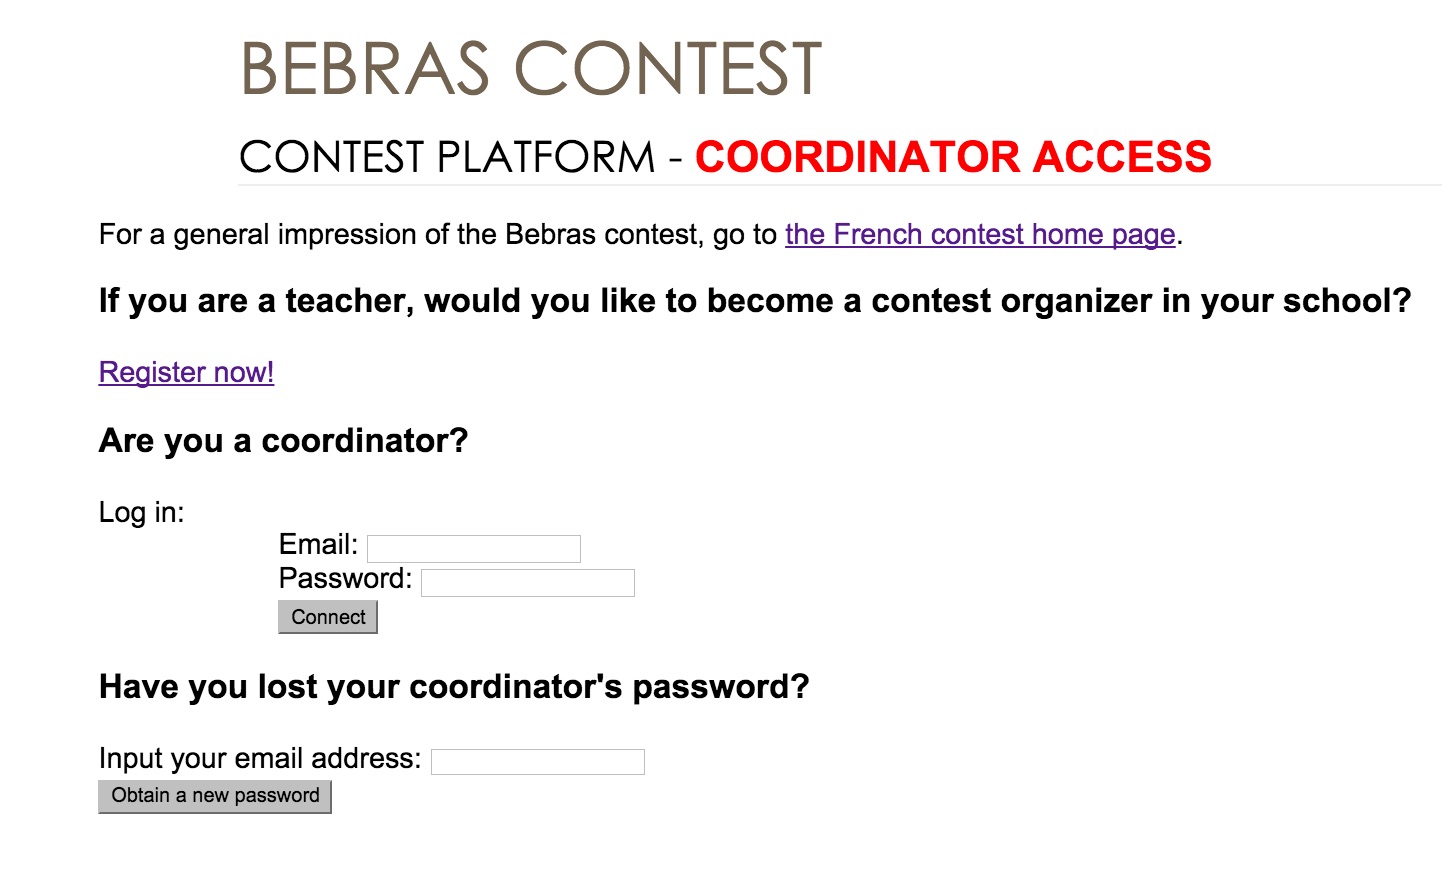 BEBRAS CONTEST
CONTEST PLATFORM - COORDINATOR ACCESS
For a general impression of the Bebras contest, go to the French contest home page.
If you are a teacher, would you like to become a contest organizer in your school?
Register now!
Are you a coordinator?
Log in:
Email:
Password:
Connect
Have you lost your coordinator's password?
Input your email address:
Obtain a new password